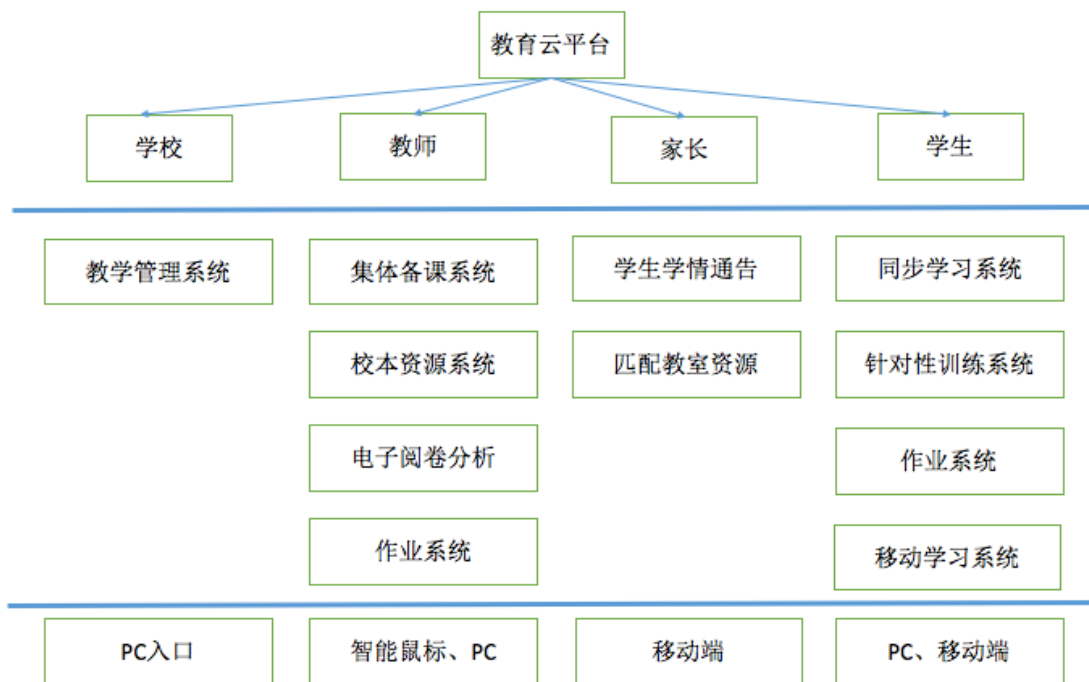 教育云平台
学校
教师
家长
学生
教学管理系统
集体备课系统
学生学情通告
同步学习系统
校本资源系统
匹配教室资源
针对性训练系统
电子阅卷分析
作业系统
作业系统
移动学习系统
PC入口
智能鼠标、PC
移动端
PC、移动端